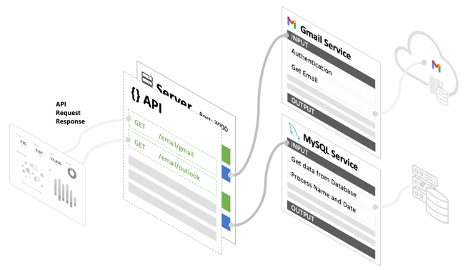 API
Request
Response
Server
Port: 3000
{} API
GET /email/gmail
GET /email/outlook
Gmail Service
INPUT
Authentication
Get Email
OUTPUT
MySQL Service
INPUT
Get data from Database
Process Name and Date
OUTPUT